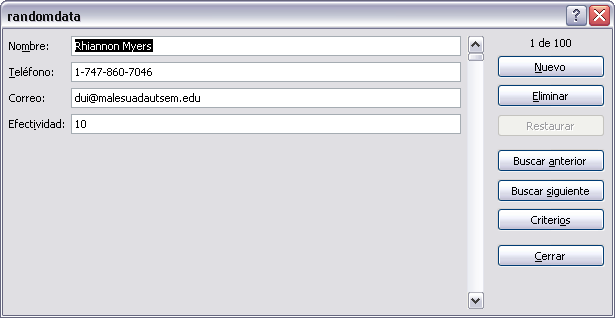 randomdata
Nombre: Rhiannon Myers
Teléfono: 1-747-860-7046
Correo: dui@malesuadautsem.edu
Efectividad: 10
1 de 100
Nuevo
Eliminar
Restaurar
Buscar anterior
Buscar siguiente
Criterios
Cerrar